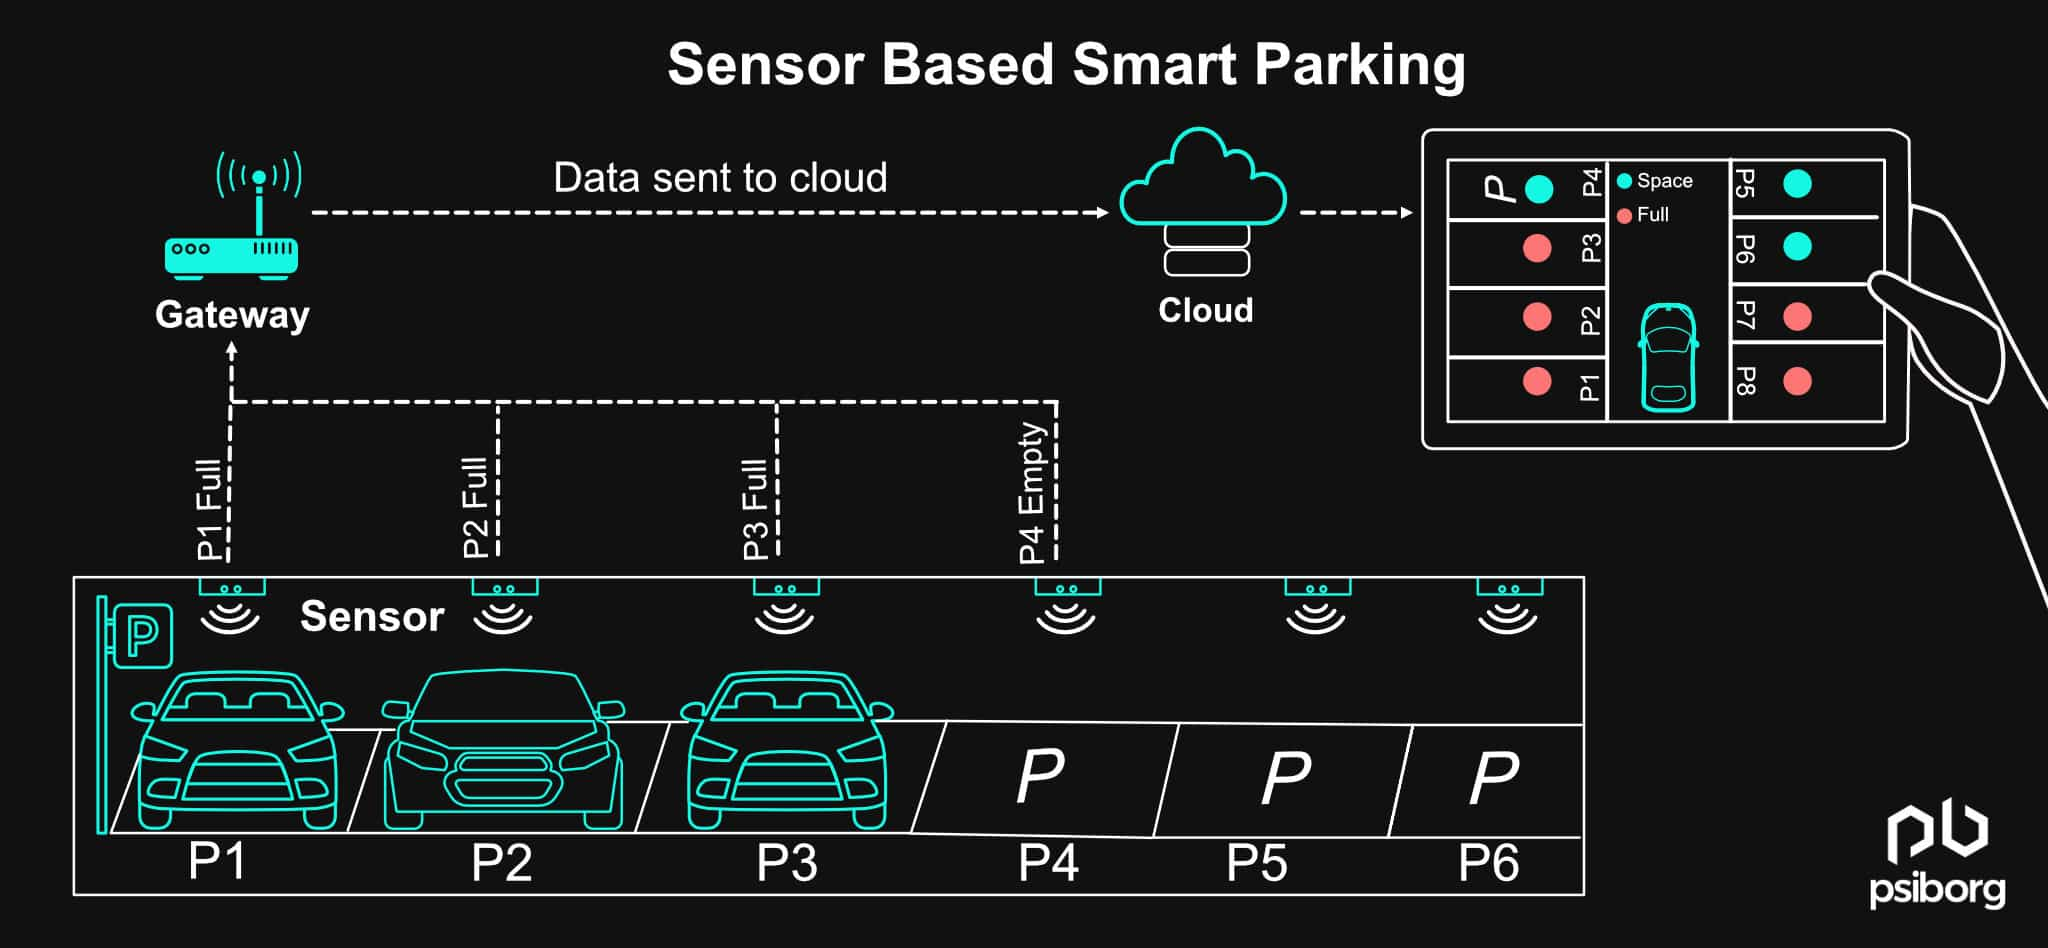 Sensor Based Smart Parking
Data sent to cloud
Gateway
Cloud
P
P4
P3
P2
P1
Space
Full
P5
P6
P7
P8
P1 Full
P2 Full
P3 Full
P4 Empty
P
Sensor
P
P
P
P1
P2
P3
P4
P5
P6
pb
psiborg